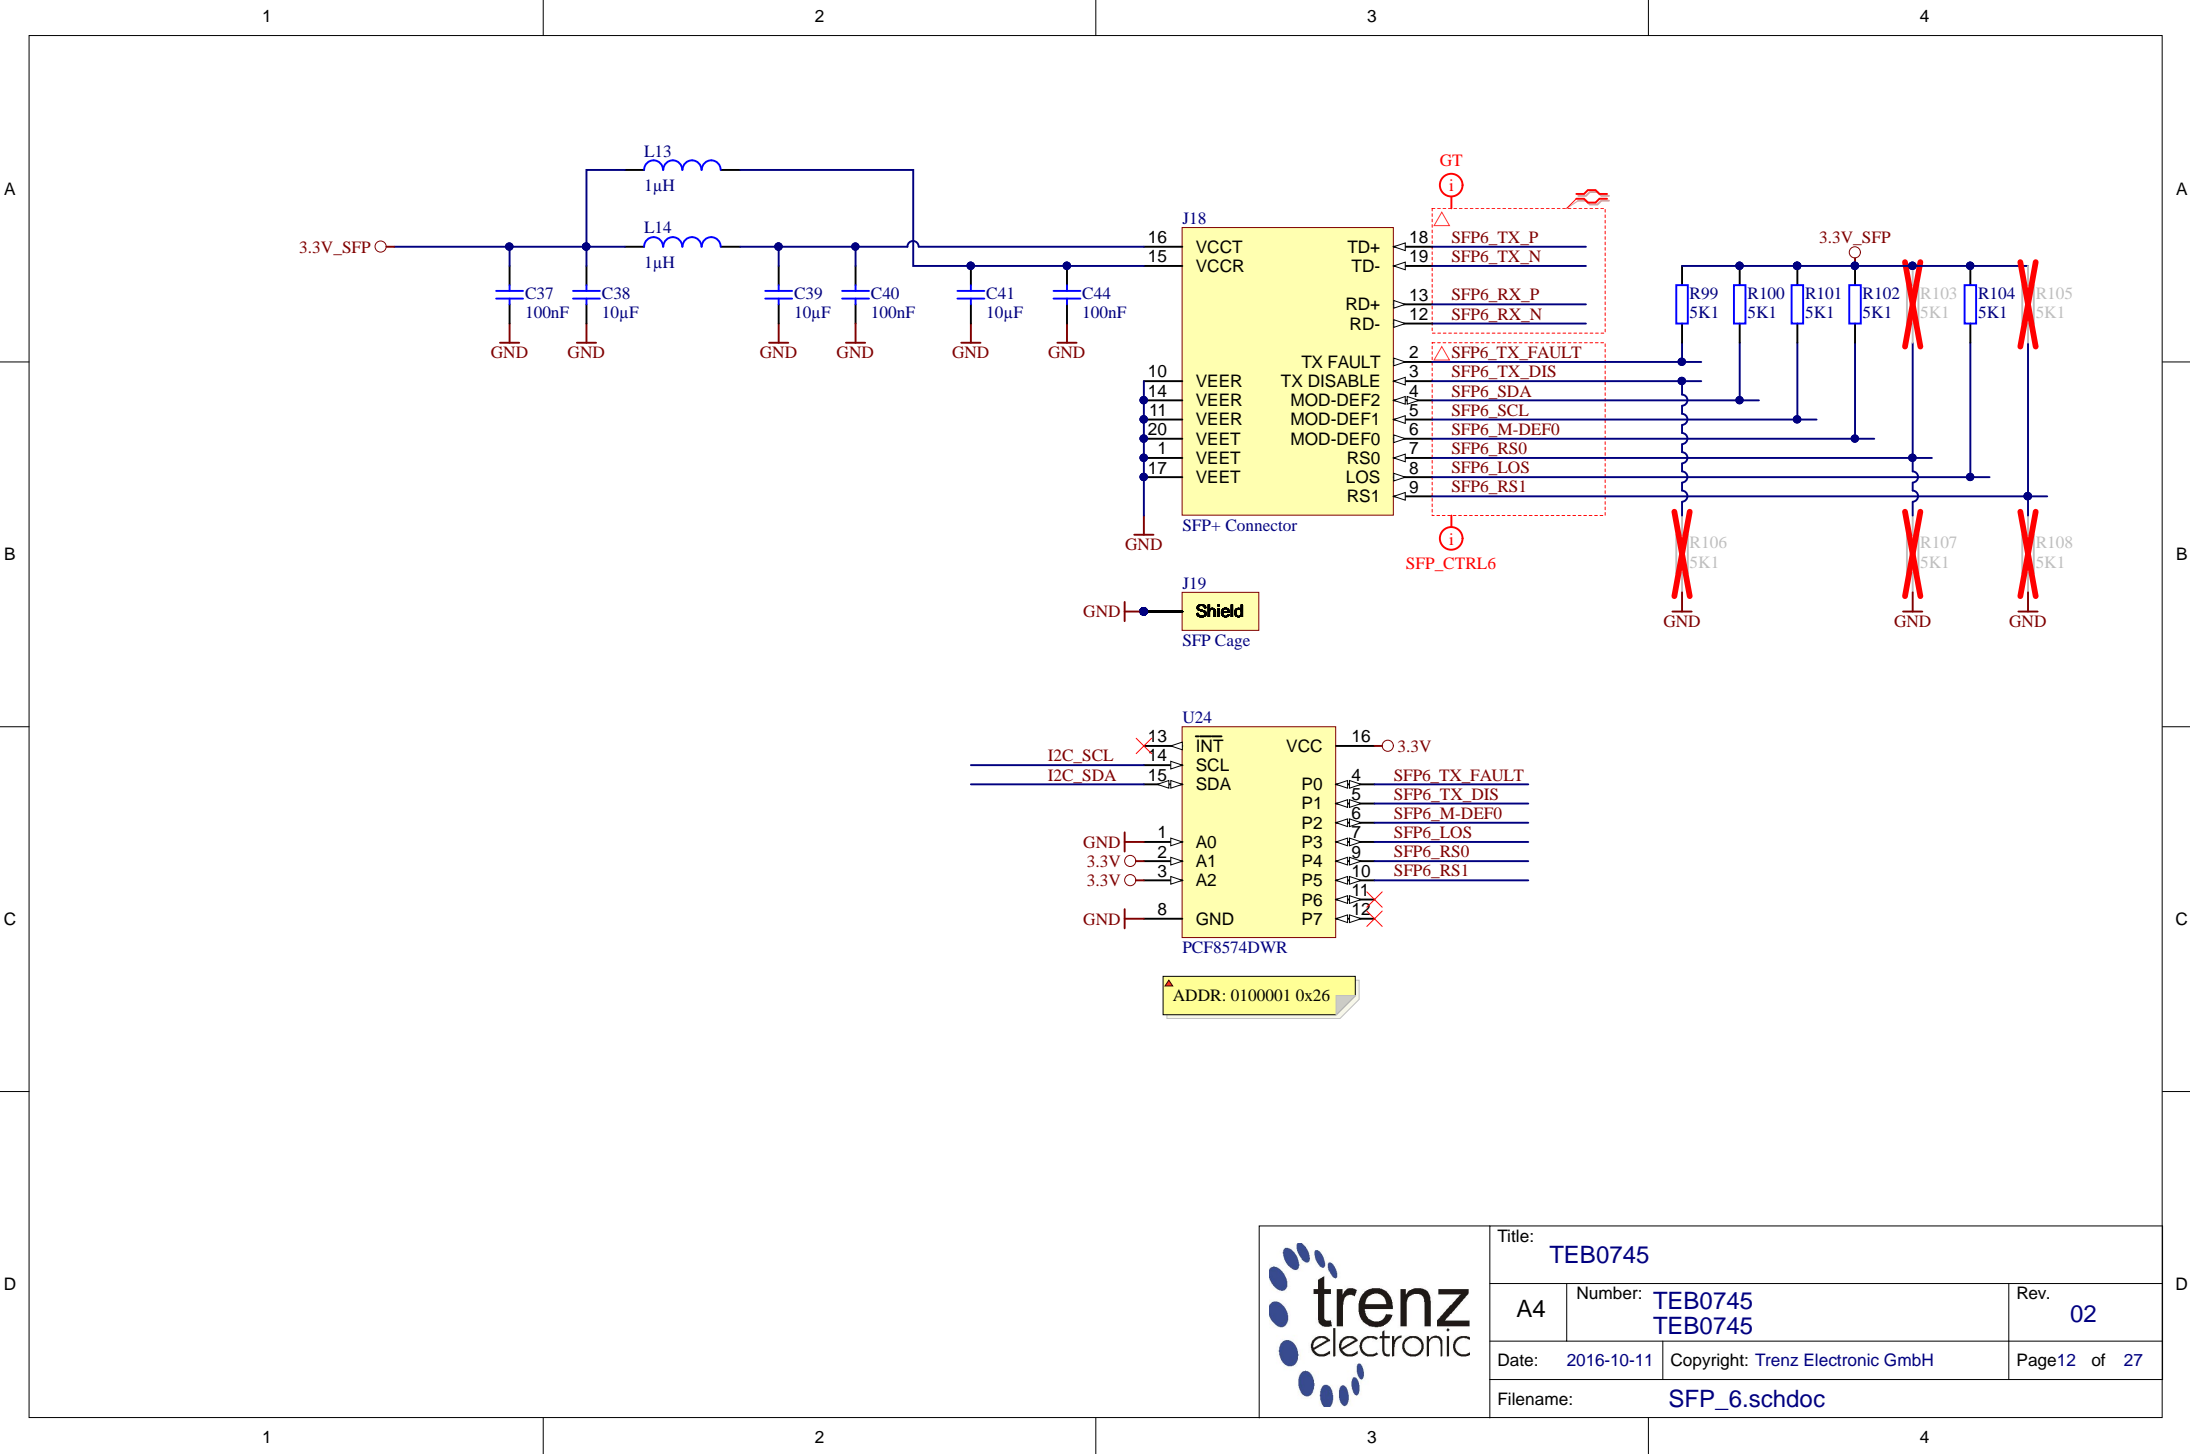 1 2 3 4
A A
L13
1µH
L14
1µH
3.3V_SFP
C37
100nF
C38
10µF
C39
10µF
C40
100nF
C41
10µF
C44
100nF
GND GND GND GND GND GND
J18
16 VCCT
15 VCCR
10 VEER
14 VEER
11 VEER
20 VEET
1 VEET
17 VEET
GND
TD+ 18 SFP6_TX_P
TD- 19 SFP6_TX_N
RD+ 13 SFP6_RX_P
RD- 12 SFP6_RX_N
TX FAULT 2 SFP6_TX_FAULT
TX DISABLE 3 SFP6_TX_DIS
MOD-DEF2 4 SFP6_SDA
MOD-DEF1 5 SFP6_SCL
MOD-DEF0 6 SFP6_M-DEF0
RS0 7 SFP6_RS0
LOS 8 SFP6_LOS
RS1 9 SFP6_RS1
SFP+ Connector
GT
i
i
SFP_CTRL6
3.3V_SFP
R99
5K1
R100
5K1
R101
5K1
R102
5K1
R103
5K1
R104
5K1
R105
5K1
R106
5K1
R107
5K1
R108
5K1
GND GND GND
B B
J19
GND Shield
SFP Cage
U24
13 INT
I2C_SCL 14 SCL
I2C_SDA 15 SDA
GND 1 A0
3.3V 2 A1
3.3V 3 A2
GND 8 GND
VCC 16 3.3V
P0 4 SFP6_TX_FAULT
P1 5 SFP6_TX_DIS
P2 6 SFP6_M-DEF0
P3 7 SFP6_LOS
P4 9 SFP6_RS0
P5 10 SFP6_RS1
P6 11
P7 12
PCF8574DWR
C C
ADDR: 0100001 0x26
D D
trenz
electronic
Title:
TEB0745
A4
Number: TEB0745
TEB0745
Rev.
02
Date: 2016-10-11 Copyright: Trenz Electronic GmbH Page12 of 27
Filename: SFP_6.schdoc
1 2 3 4